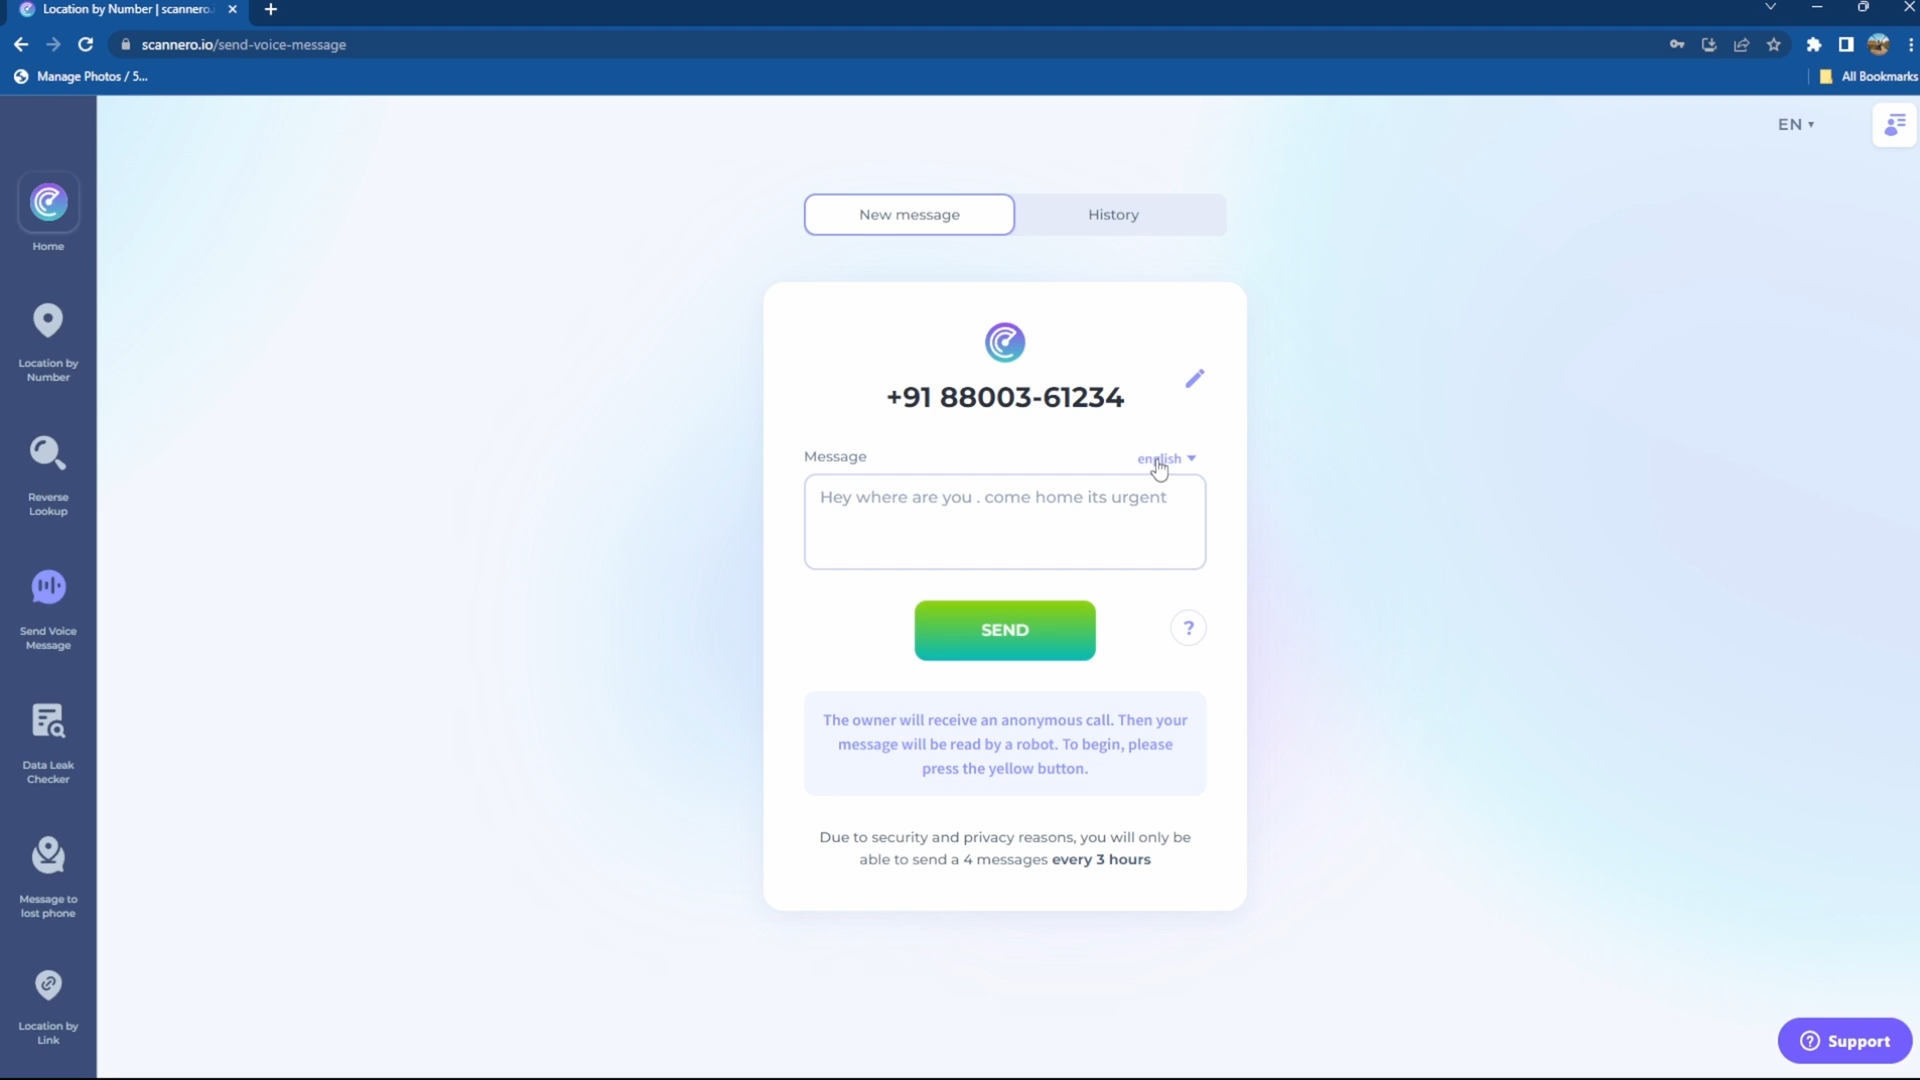 Location by Number | scannero.
scannero.io/send-voice-message
Manage Photos / 5...
All Bookmarks
EN
Home
Location by
Number
Reverse
Lookup
Send Voice
Message
Data Leak
Checker
Message to
lost phone
Location by
Link
New message
History
+91 88003-61234
Message
english
Hey where are you . come home its urgent
SEND
?
The owner will receive an anonymous call. Then your
message will be read by a robot. To begin, please
press the yellow button.
Due to security and privacy reasons, you will only be
able to send a 4 messages every 3 hours
? Support